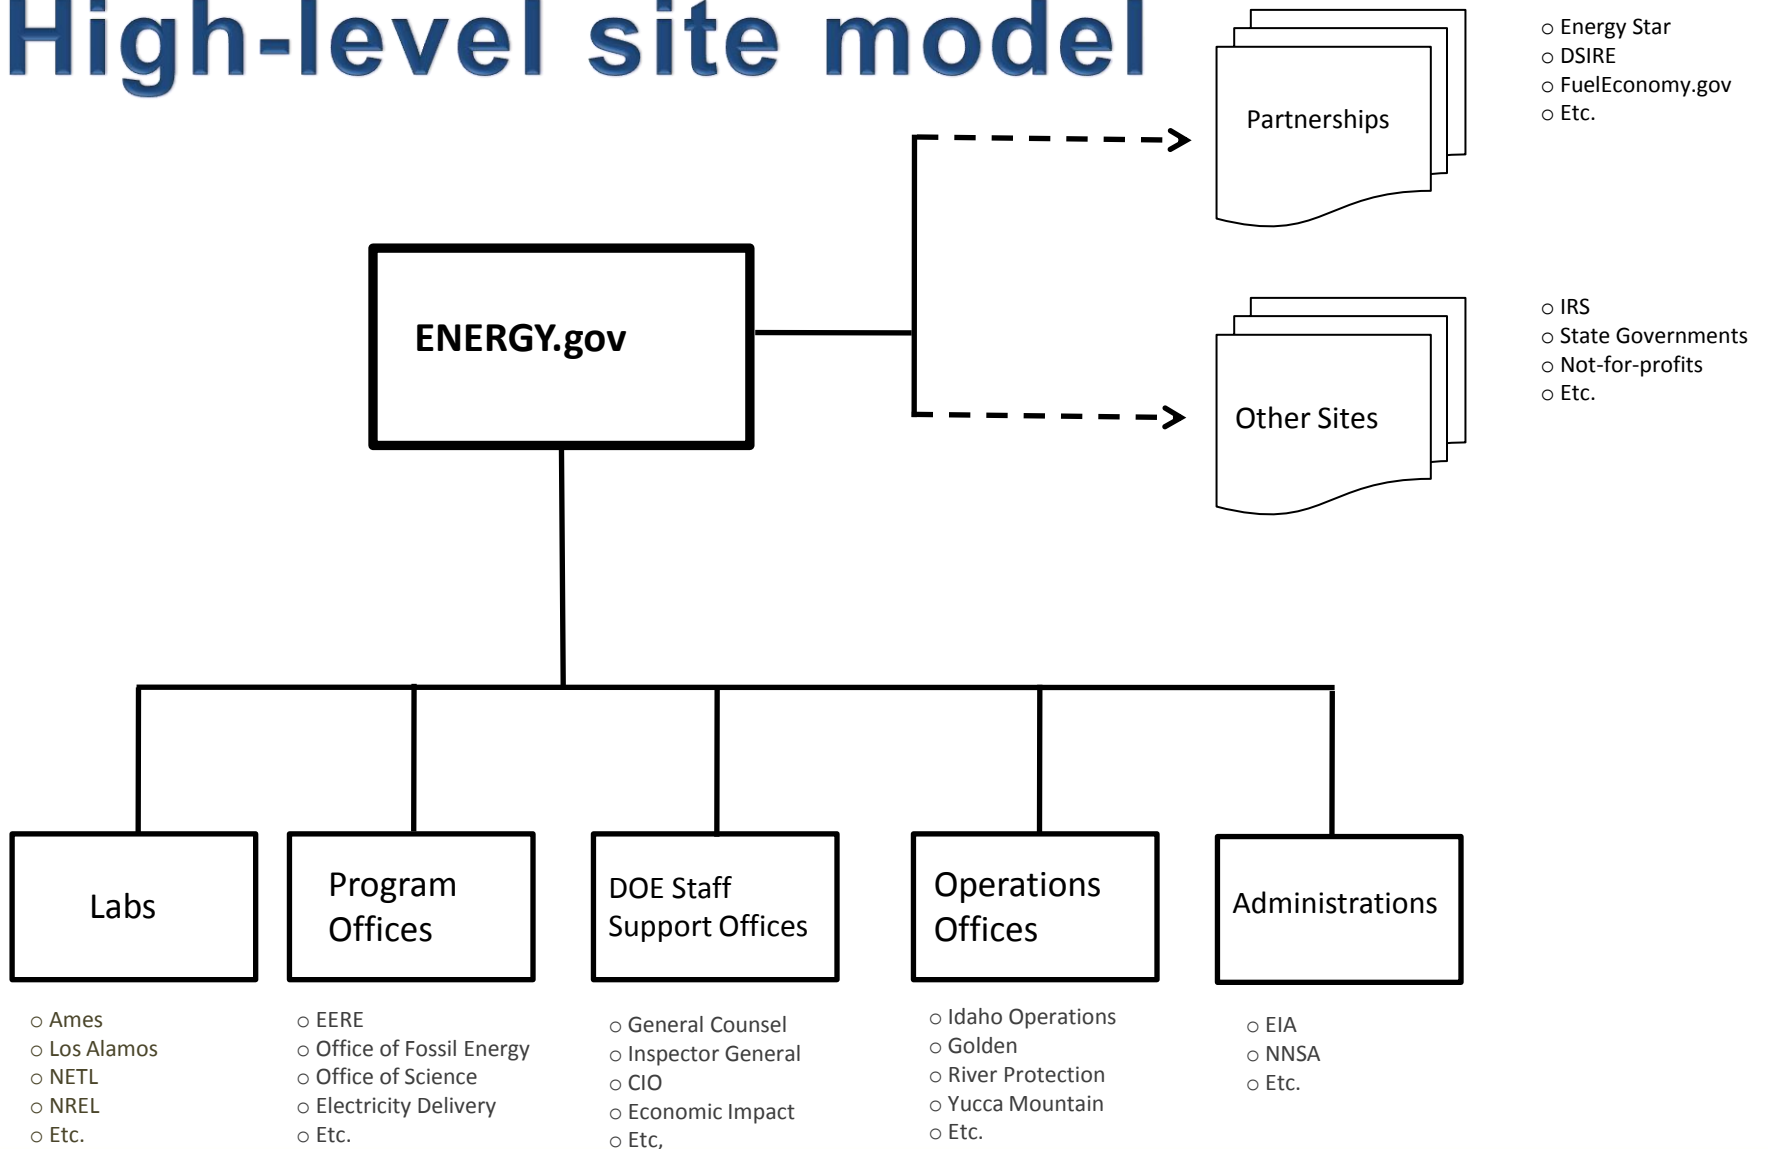 High-level site model
Partnerships
○ Energy Star
○ DSIRE
○ FuelEconomy.gov
○ Etc.
ENERGY.gov
Other Sites
○ IRS
○ State Governments
○ Not-for-profits
○ Etc.
Labs
○ Ames
○ Los Alamos
○ NETL
○ NREL
○ Etc.
Program
Offices
○ EERE
○ Office of Fossil Energy
○ Office of Science
○ Electricity Delivery
○ Etc.
DOE Staff
Support Offices
○ General Counsel
○ Inspector General
○ CIO
○ Economic Impact
○ Etc,
Operations
Offices
○ Idaho Operations
○ Golden
○ River Protection
○ Yucca Mountain
○ Etc.
Administrations
○ EIA
○ NNSA
○ Etc.